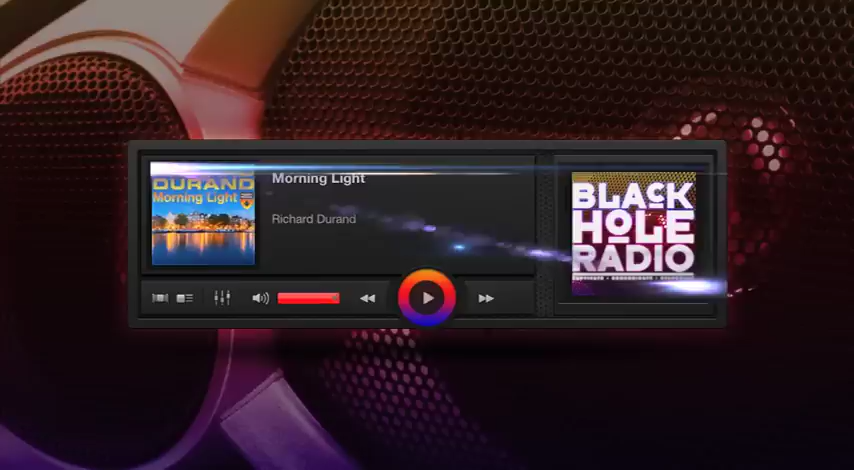 DURAND
Morning Light
Morning Light
Richard Durand
BLACK
HOLE
RADIO